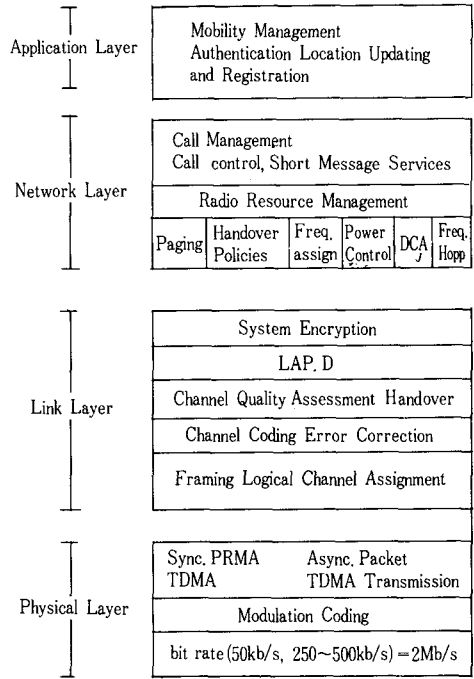 Application Layer
Mobility Management
Authentication Location Updating
and Registration
Network Layer
Call Management
Call control, Short Message Services
Radio Resource Management
Paging
Handover
Policies
Freq.
assign
Power
Control
DCA
Freq.
Hopp
Link Layer
System Encryption
LAP. D
Channel Quality Assessment Handover
Channel Coding Error Correction
Framing Logical Channel Assignment
Physical Layer
Sync. PRMA Async. Packet
TDMA TDMA Transmission
Modulation Coding
bit rate (50kb/s, 250~500kb/s) = 2Mb/s